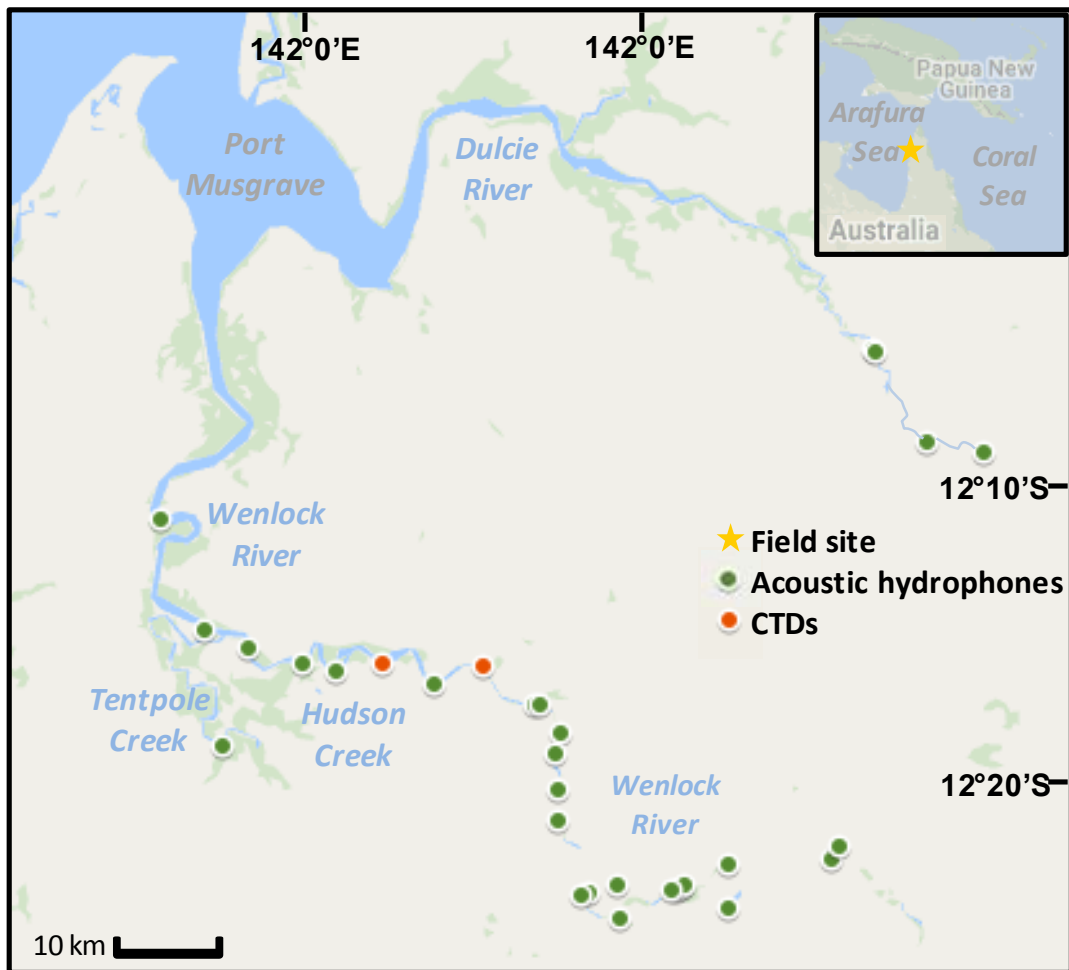 142°0’E
142°0’E
Papua New
Guinea
Arafura
Sea
Coral
Sea
Australia
Port
Musgrave
Dulcie
River
12°10’S
Wenlock
River
Field site
Acoustic hydrophones
CTDs
Tentpole
Creek
Hudson
Creek
12°20’S
Wenlock
River
10 km